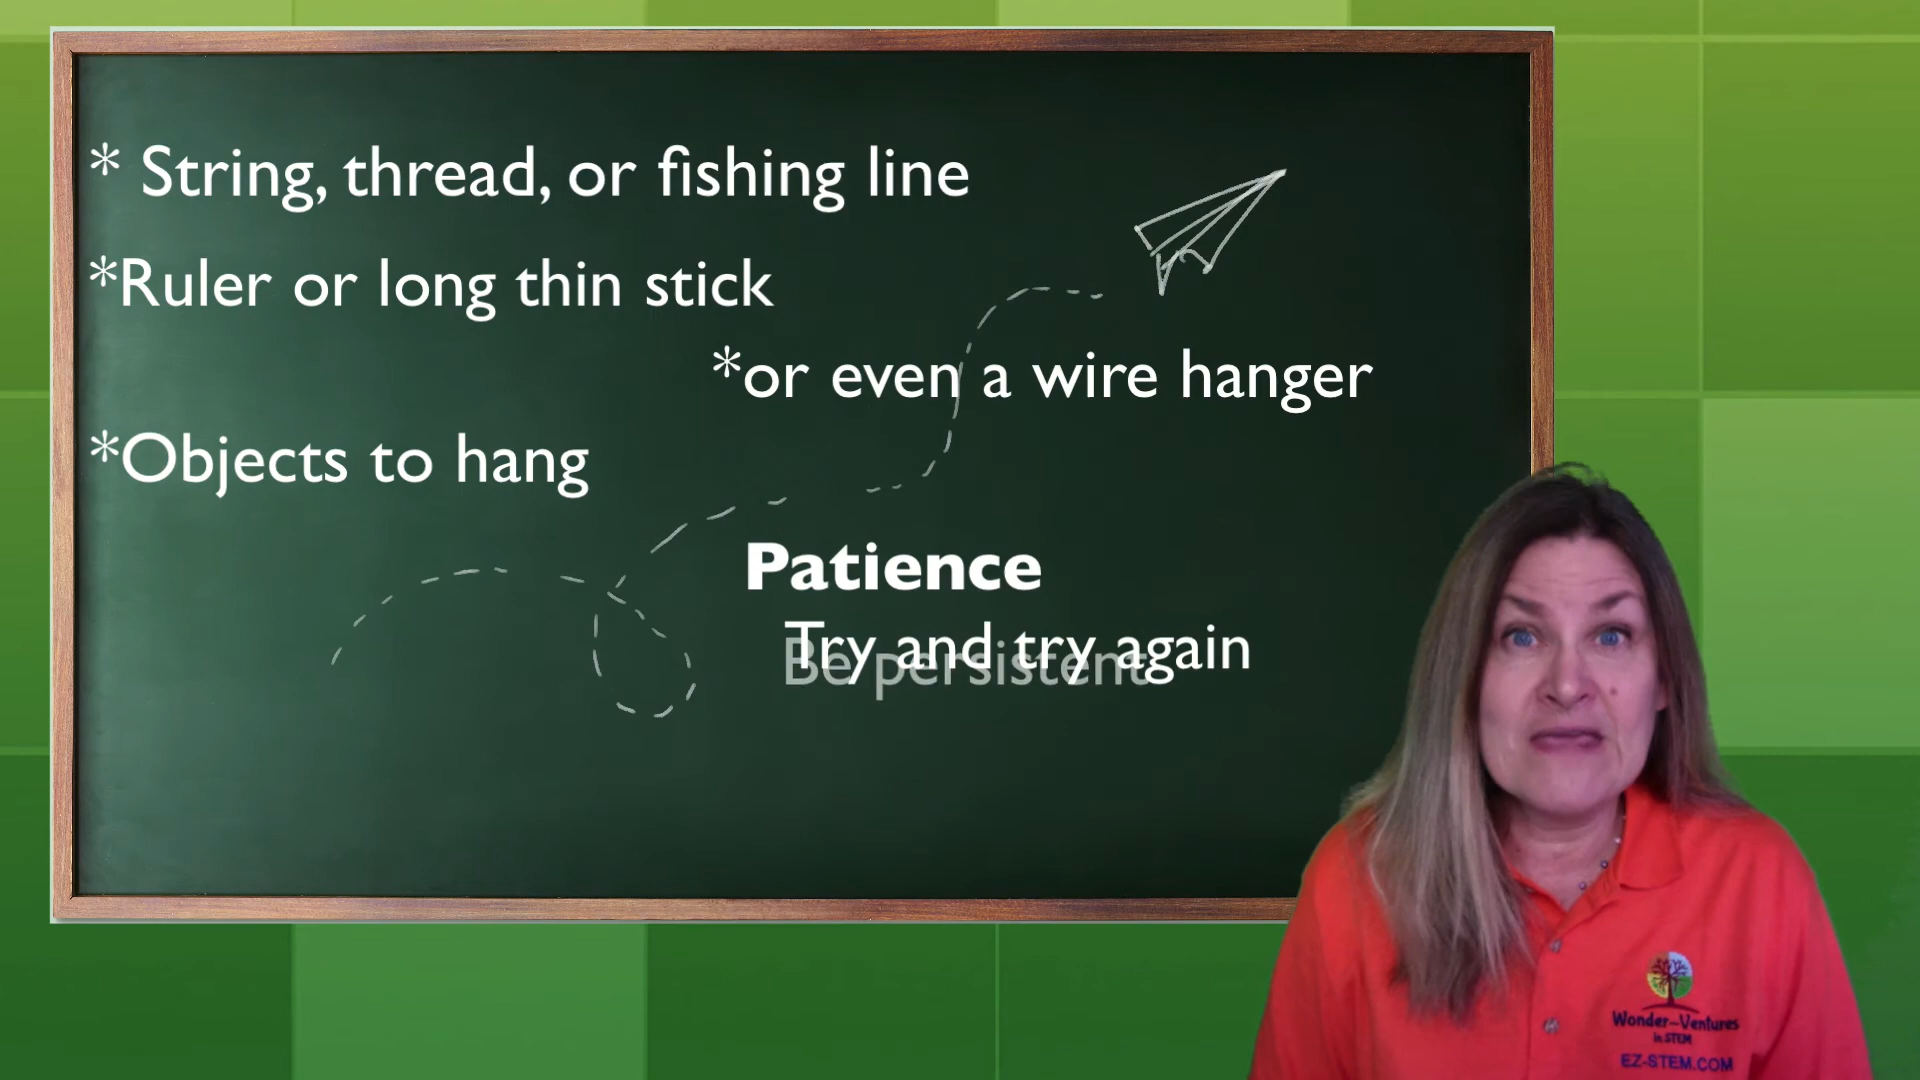 * String, thread, or fishing line
*Ruler or long thin stick
*or even a wire hanger
*Objects to hang
Patience
Try and try again
Be persistent
Wonder-Ventures
in STEM
EZ-STEM.COM